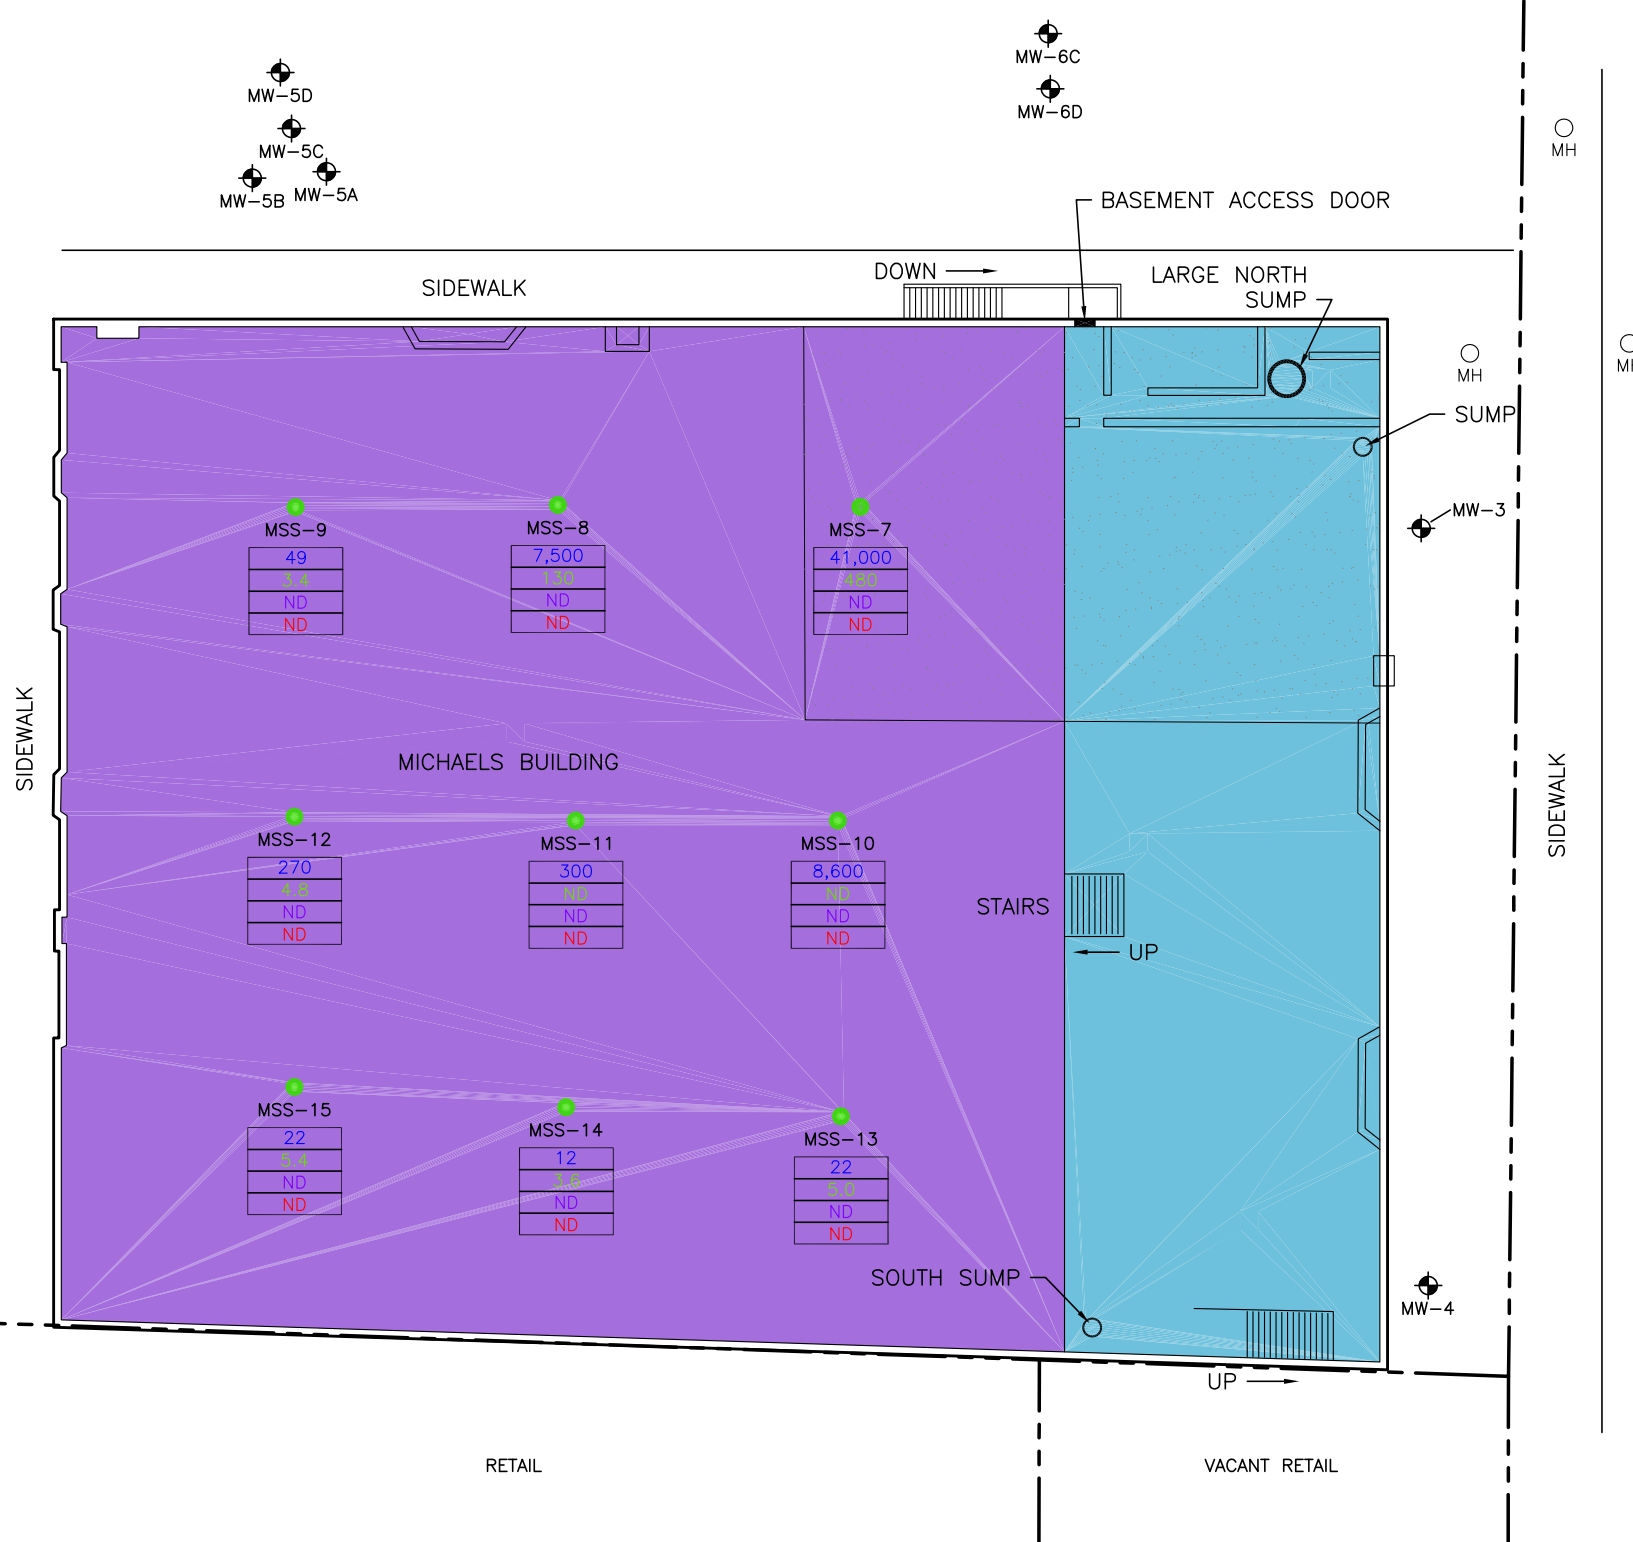 MW-6C
MW-5D
MW-6D
MW-5C
MH
MW-5B
MW-5A
BASEMENT ACCESS DOOR
DOWN
LARGE NORTH
SUMP
SIDEWALK
MH
SUMP
MW-3
MSS-9
49
3.4
ND
ND
MSS-8
7,500
130
ND
ND
MSS-7
41,000
480
ND
ND
SIDEWALK
MICHAELS BUILDING
SIDEWALK
MSS-12
270
4.8
ND
ND
MSS-11
300
ND
ND
ND
MSS-10
8,600
ND
ND
ND
STAIRS
UP
MSS-15
22
5.4
ND
ND
MSS-14
12
3.6
ND
ND
MSS-13
22
5.0
ND
ND
SOUTH SUMP
MW-4
UP
RETAIL
VACANT RETAIL